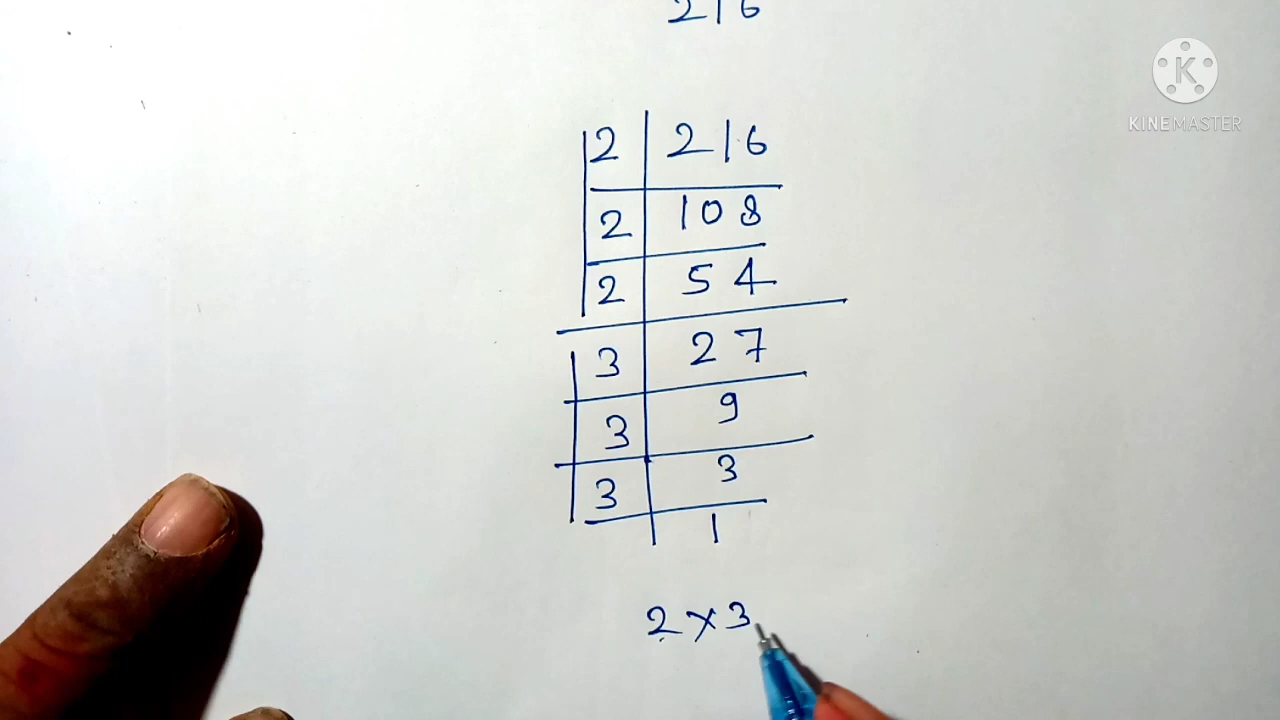 216
K
KINEMASTER
2 | 216
2 | 108
2 | 54
3 | 27
3 | 9
3 | 3
1
2 × 3